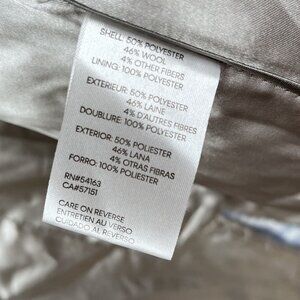 SHELL: 50% POLYESTER
46% WOOL
4% OTHER FIBERS
LINING: 100% POLYESTER
EXTERIEUR: 50% POLYESTER
46% LAINE
4% D'AUTRES FIBRES
DOUBLURE: 100% POLYESTER
EXTERIOR: 50% POLIESTER
46% LANA
4% OTRAS FIBRAS
FORRO: 100% POLIESTER
RN#54163
CA#57151
CARE ON REVERSE
ENTRETIEN AU VERSO
CUIDADO AL REVERSO